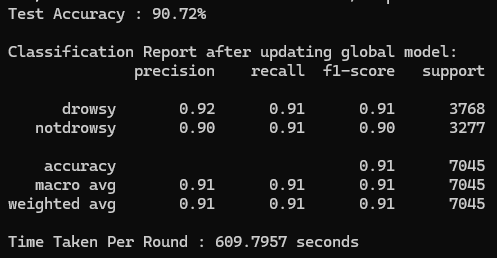 Test Accuracy : 90.72%
Classification Report after updating global model:
precision recall f1-score support
drowsy 0.92 0.91 0.91 3768
notdrowsy 0.90 0.91 0.90 3277
accuracy 0.91 7045
macro avg 0.91 0.91 0.91 7045
weighted avg 0.91 0.91 0.91 7045
Time Taken Per Round : 609.7957 seconds